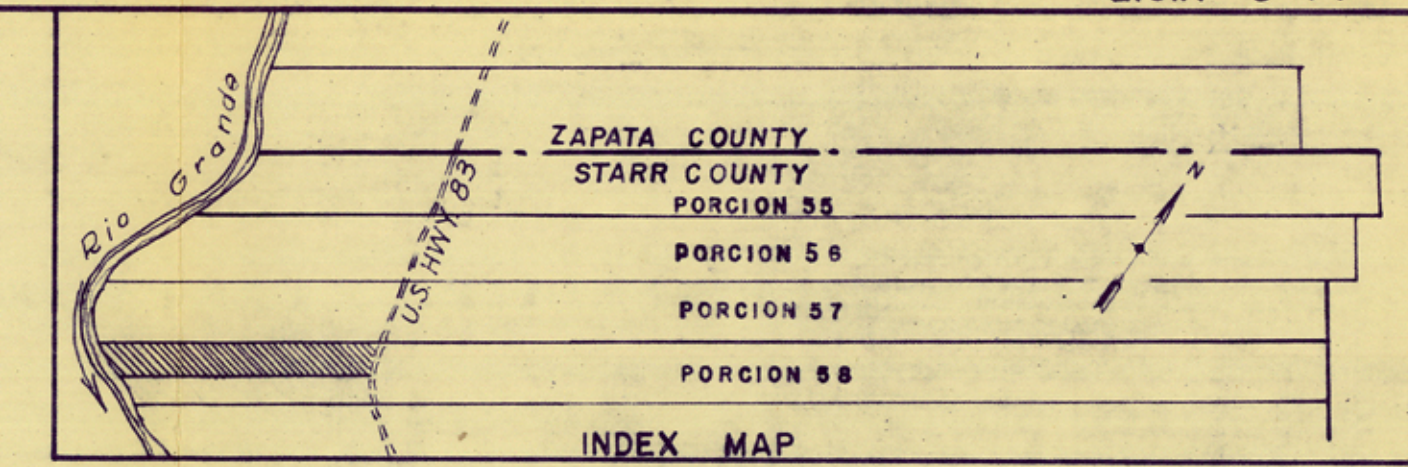 ZAPATA COUNTY
STARR COUNTY
PORCION 55
PORCION 56
PORCION 57
PORCION 58
Rio Grande
U.S. HWY. 83
N
INDEX MAP